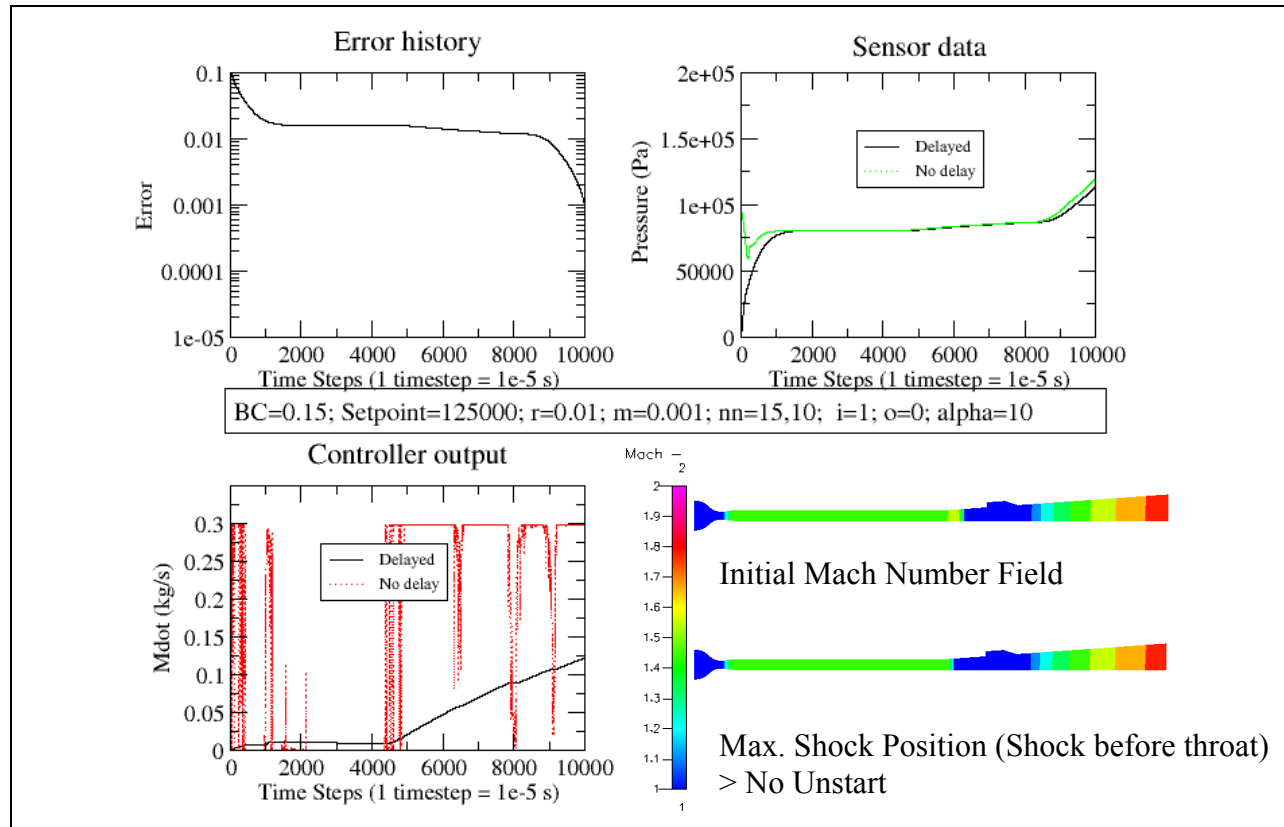 Error history
0.1
0.01
0.001
0.0001
1e-05
Error
0 2000 4000 6000 8000 10000
Time Steps (1 timestep = 1e-5 s)
Sensor data
2e+05
1.5e+05
1e+05
50000
0
Pressure (Pa)
Delayed
No delay
0 2000 4000 6000 8000 10000
Time Steps (1 timestep = 1e-5 s)
BC=0.15; Setpoint=125000; r=0.01; m=0.001; nn=15,10; i=1; o=0; alpha=10
Controller output
0.3
0.25
0.2
0.15
0.1
0.05
0
Mdot (kg/s)
Delayed
No delay
0 2000 4000 6000 8000 10000
Time Steps (1 timestep = 1e-5 s)
Mach –
2
2
1.9
1.8
1.7
1.6
1.5
1.4
1.3
1.2
1.1
1
1
Initial Mach Number Field
Max. Shock Position (Shock before throat)
> No Unstart